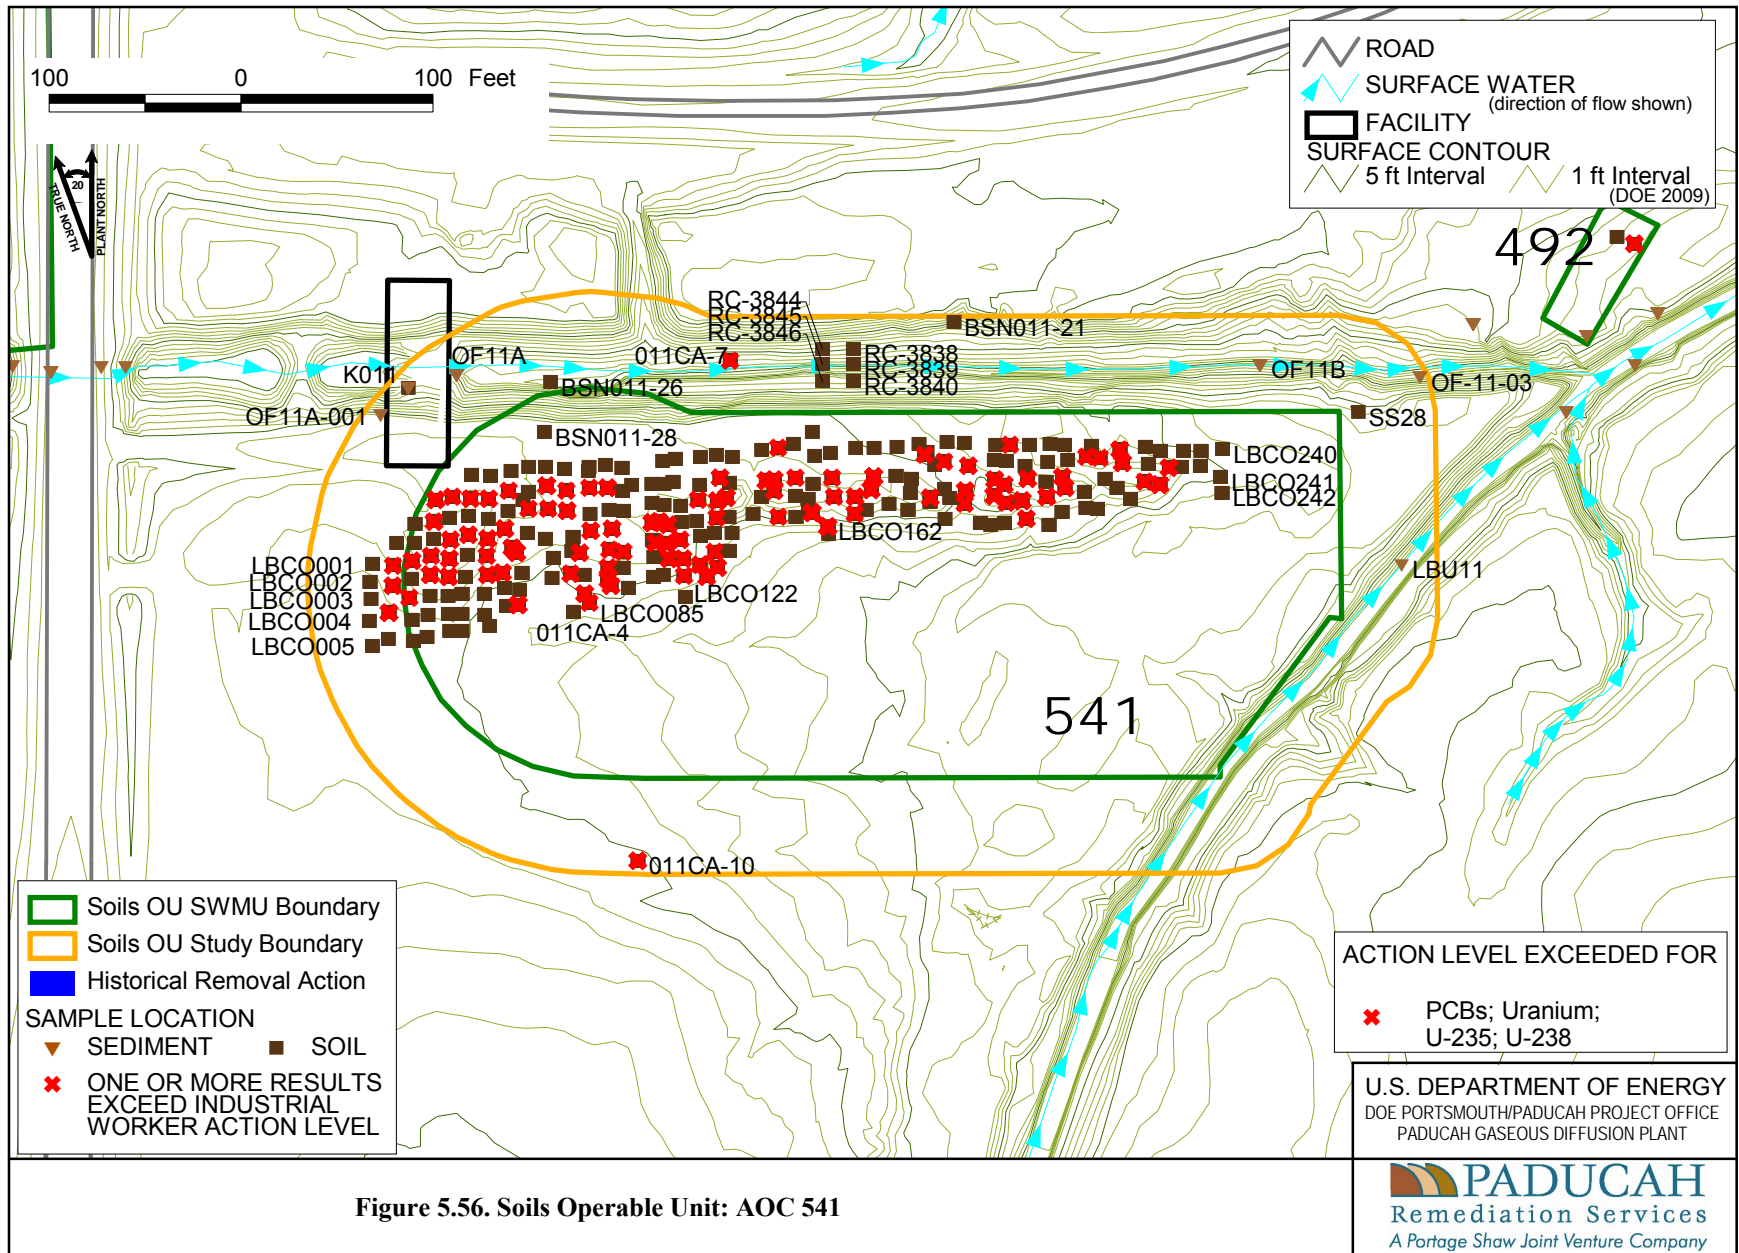 100 0 100 Feet
TRUE NORTH
20
PLANT NORTH
ROAD
SURFACE WATER
(direction of flow shown)
FACILITY
SURFACE CONTOUR
5 ft Interval 1 ft Interval
(DOE 2009)
492
RC-3844
RC-3845
RC-3846
BSN011-21
OF11A
011CA-7
RC-3838
RC-3839
RC-3840
K011
BSN011-26
OF11B
OF-11-03
OF11A-001
SS28
BSN011-28
LBCO240
LBCO241
LBCO242
LBCO162
LBCO001
LBCO002
LBCO003
LBCO004
LBCO005
LBU11
LBCO122
LBCO085
011CA-4
541
011CA-10
Soils OU SWMU Boundary
Soils OU Study Boundary
Historical Removal Action
SAMPLE LOCATION
SEDIMENT SOIL
ONE OR MORE RESULTS
EXCEED INDUSTRIAL
WORKER ACTION LEVEL
ACTION LEVEL EXCEEDED FOR
PCBs; Uranium;
U-235; U-238
U.S. DEPARTMENT OF ENERGY
DOE PORTSMOUTH/PADUCAH PROJECT OFFICE
PADUCAH GASEOUS DIFFUSION PLANT
PADUCAH
Remediation Services
A Portage Shaw Joint Venture Company
Figure 5.56. Soils Operable Unit: AOC 541